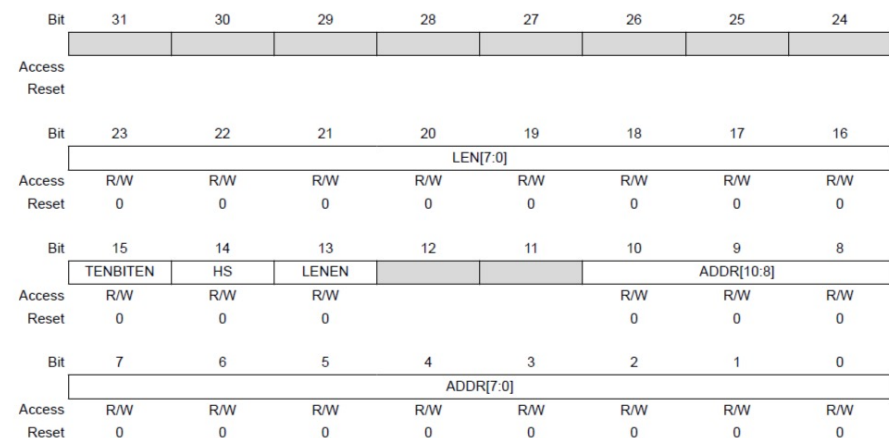 Bit 31 30 29 28 27 26 25 24
Access
Reset
Bit 23 22 21 20 19 18 17 16
LEN[7:0]
Access R/W R/W R/W R/W R/W R/W R/W R/W
Reset 0 0 0 0 0 0 0 0
Bit 15 14 13 12 11 10 9 8
TENBITEN HS LENEN ADDR[10:8]
Access R/W R/W R/W R/W R/W R/W
Reset 0 0 0 0 0 0
Bit 7 6 5 4 3 2 1 0
ADDR[7:0]
Access R/W R/W R/W R/W R/W R/W R/W R/W
Reset 0 0 0 0 0 0 0 0